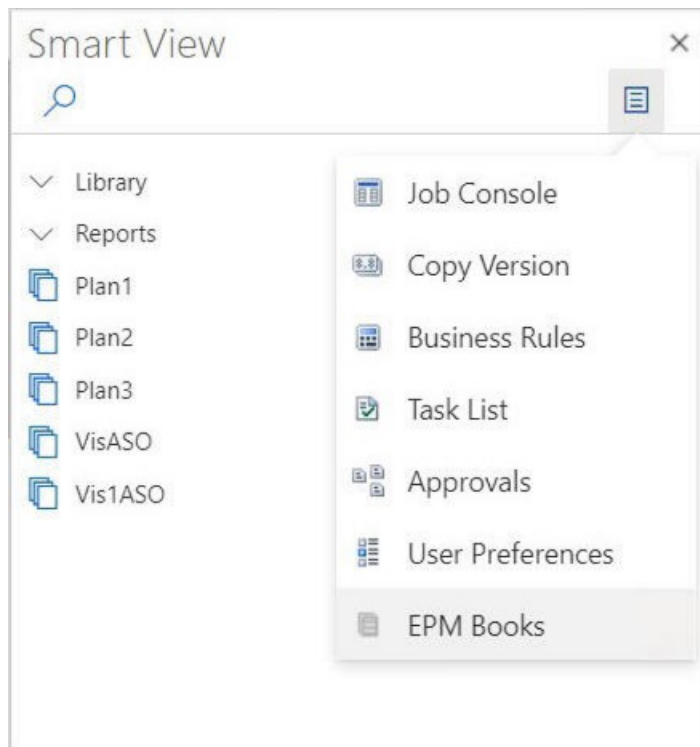 Smart View
Library
Reports
Plan1
Plan2
Plan3
VisASO
Vis1ASO
Job Console
Copy Version
Business Rules
Task List
Approvals
User Preferences
EPM Books